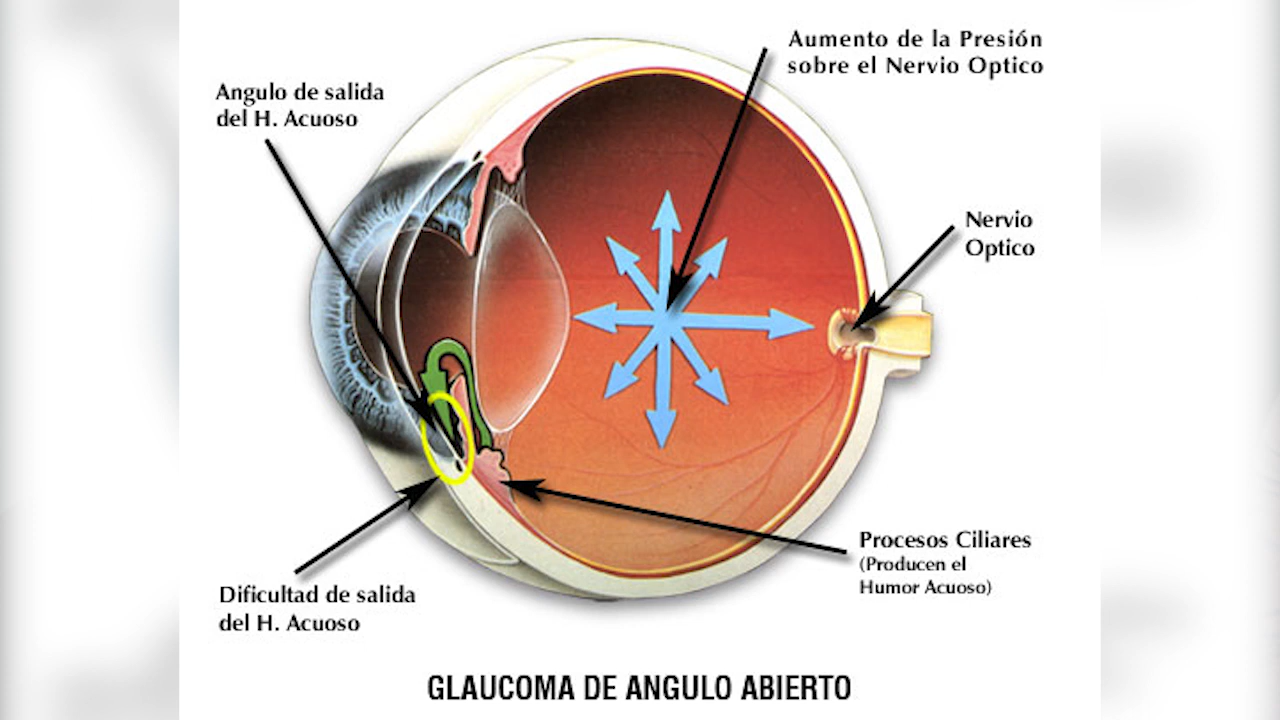 Aumento de la Presión
sobre el Nervio Optico
Angulo de salida
del H. Acuoso
Nervio
Optico
Procesos Ciliares
(Producen el
Humor Acuoso)
Dificultad de salida
del H. Acuoso
GLAUCOMA DE ANGULO ABIERTO